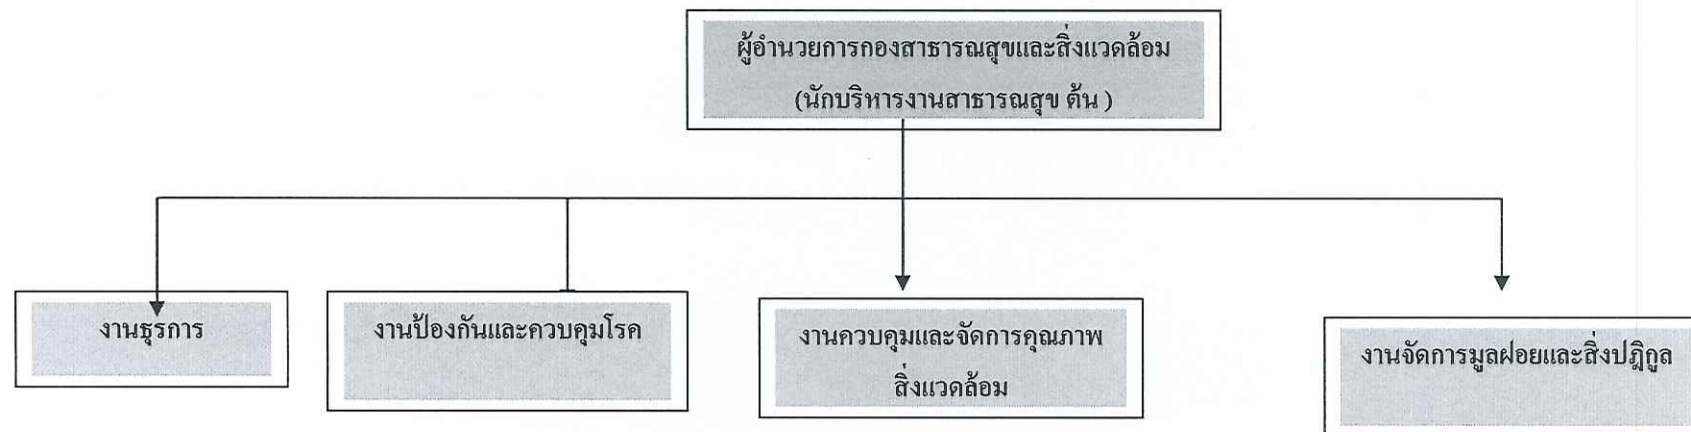 ผู้อำนวยการกองสาธารณสุขและสิ่งแวดล้อม
(นักบริหารงานสาธารณสุข ต้น )
งานธุรการ
งานป้องกันและควบคุมโรค
งานควบคุมและจัดการคุณภาพ
สิ่งแวดล้อม
งานจัดการมูลฝอยและสิ่งปฏิกูล